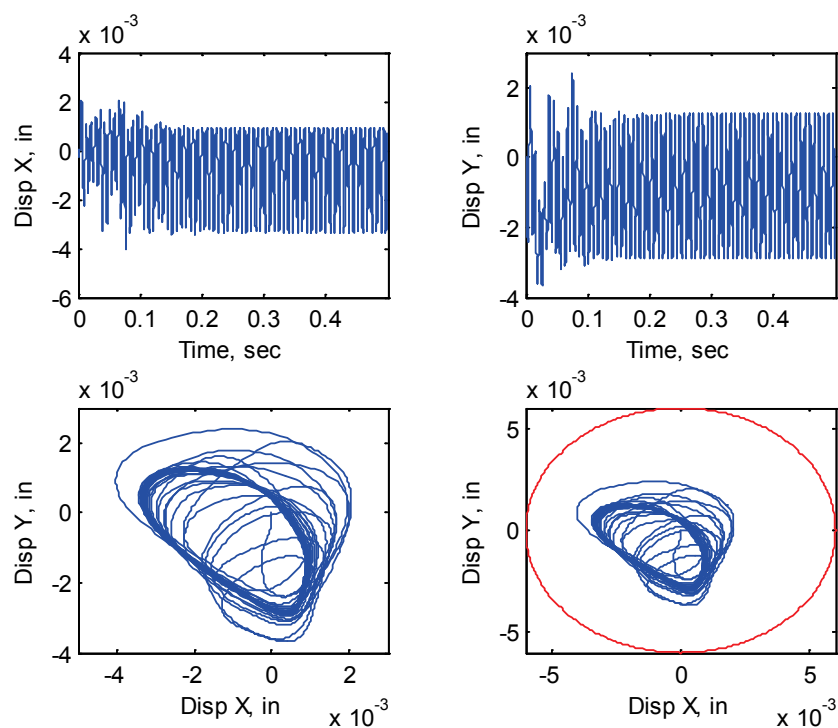 x 10^-3
4
2
0
-2
-4
-6
Disp X, in
0 0.1 0.2 0.3 0.4
Time, sec
x 10^-3
2
0
-2
-4
Disp Y, in
0 0.1 0.2 0.3 0.4
Time, sec
x 10^-3
2
0
-2
-4
Disp Y, in
-4 -2 0 2
Disp X, in
x 10^-3
x 10^-3
5
0
-5
Disp Y, in
-5 0 5
Disp X, in
x 10^-3